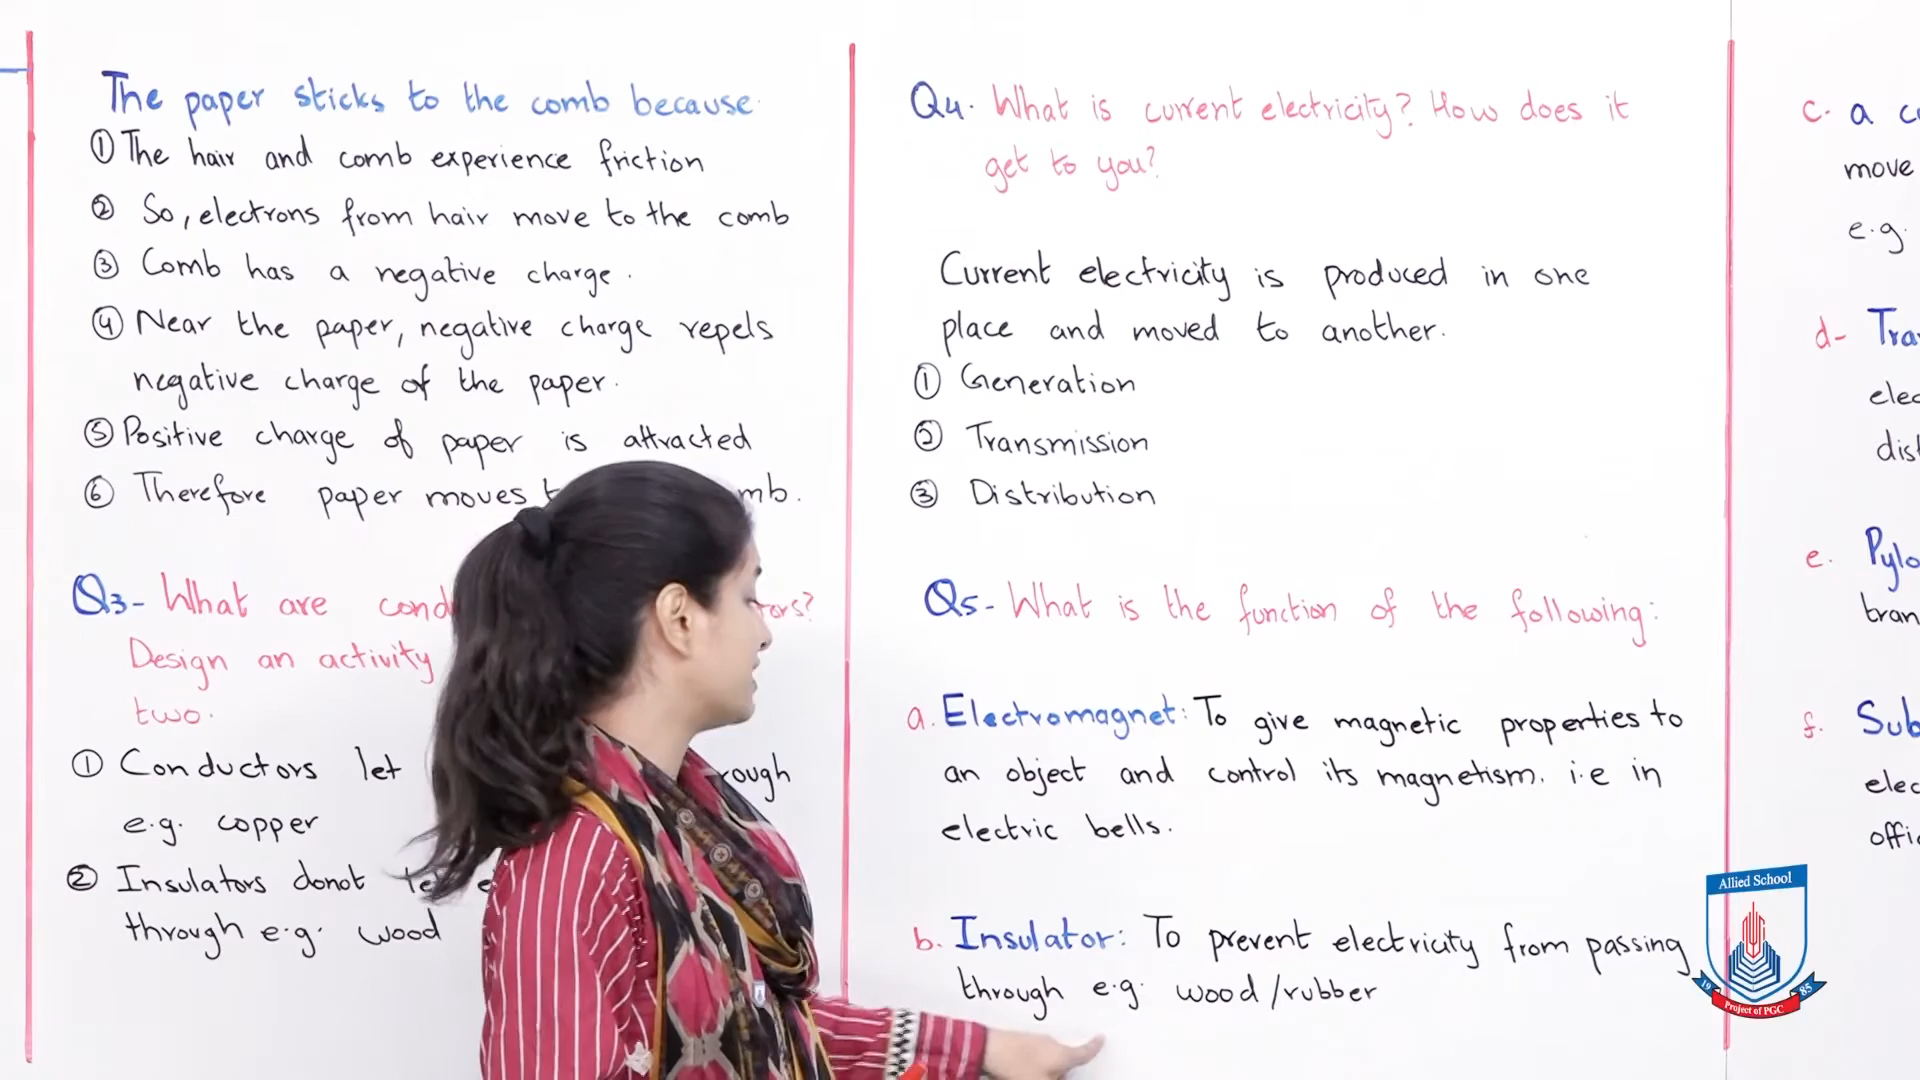 The paper sticks to the comb because
① The hair and comb experience friction
② So, electrons from hair move to the comb
③ Comb has a negative charge.
④ Near the paper, negative charge repels
negative charge of the paper.
⑤ Positive charge of paper is attracted
⑥ Therefore paper moves
Q3- What are
Design an activity
two.
① Conductors let
e.g. copper
② Insulators donot
through e.g. wood
Q4. What is current electricity? How does it
get to you?
Current electricity is produced in one
place and moved to another.
① Generation
② Transmission
③ Distribution
Q5- What is the function of the following:
a. Electromagnet: To give magnetic properties to
an object and control its magnetism. i.e in
electric bells.
b. Insulator: To prevent electricity from passing
through e.g. wood/rubber
c. a
move
e.g.
d-
e.
f.
Allied School
19 85
Project of PGC